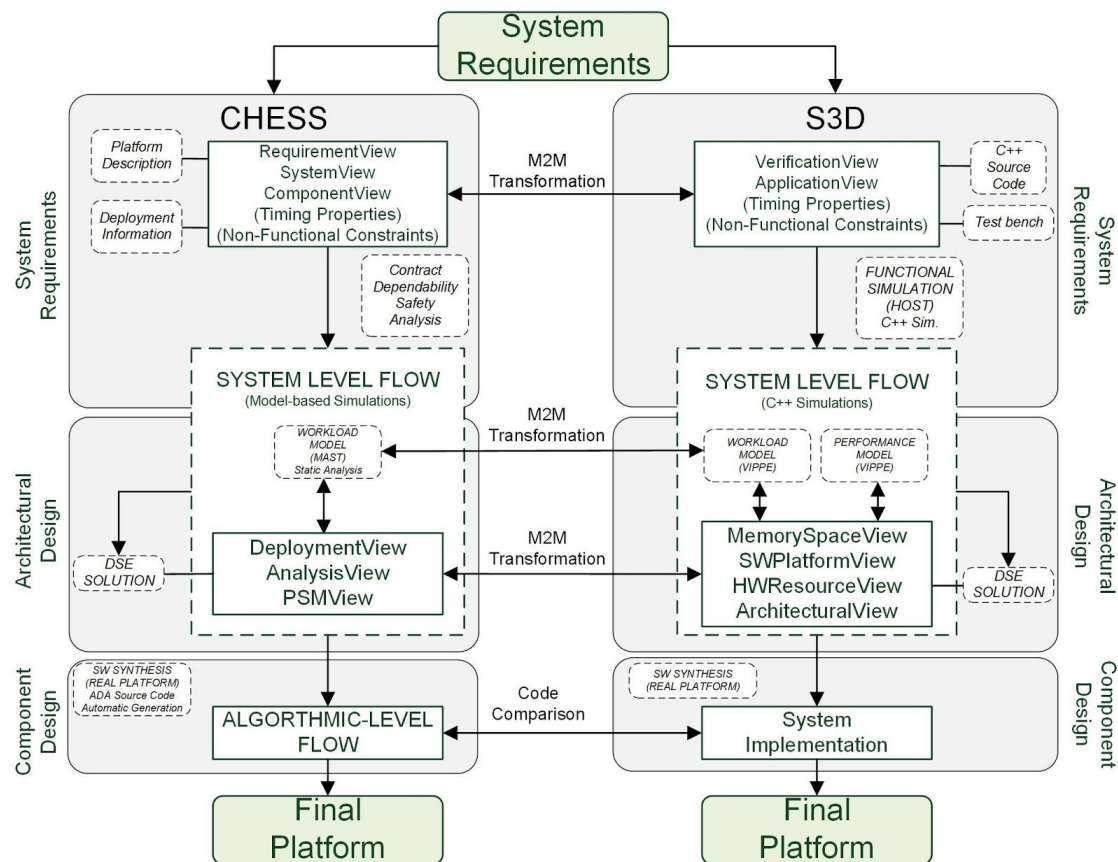 System
Requirements
CHESS
S3D
Platform
Description
Deployment
Information
RequirementView
SystemView
ComponentView
(Timing Properties)
(Non-Functional Constraints)
M2M
Transformation
VerificationView
ApplicationView
(Timing Properties)
(Non-Functional Constraints)
C++
Source
Code
Test bench
System
Requirements
System
Requirements
Contract
Dependability
Safety
Analysis
FUNCTIONAL
SIMULATION
(HOST)
C++ Sim.
SYSTEM LEVEL FLOW
(Model-based Simulations)
SYSTEM LEVEL FLOW
(C++ Simulations)
M2M
Transformation
WORKLOAD
MODEL
(MAST)
Static Analysis
WORKLOAD
MODEL
(VIPPE)
PERFORMANCE
MODEL
(VIPPE)
Architectural
Design
Architectural
Design
DSE
SOLUTION
DeploymentView
AnalysisView
PSMView
M2M
Transformation
MemorySpaceView
SWPlatformView
HWResourceView
ArchitecturalView
DSE
SOLUTION
Component
Design
Component
Design
SW SYNTHESIS
(REAL PLATFORM)
ADA Source Code
Automatic Generation
SW SYNTHESIS
(REAL PLATFORM)
ALGORTHMIC-LEVEL
FLOW
Code
Comparison
System
Implementation
Final
Platform
Final
Platform